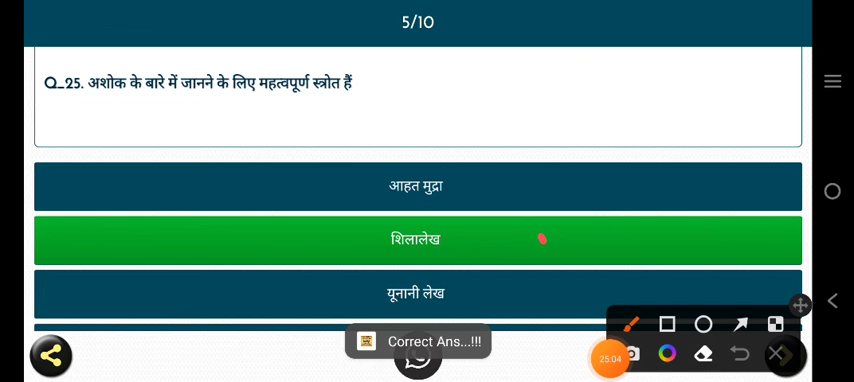 5/10
Q_25. अशोक के बारे में जानने के लिए महत्वपूर्ण स्त्रोत हैं
आहत मुद्रा
शिलालेख
यूनानी लेख
Correct Ans...!!!
25:04